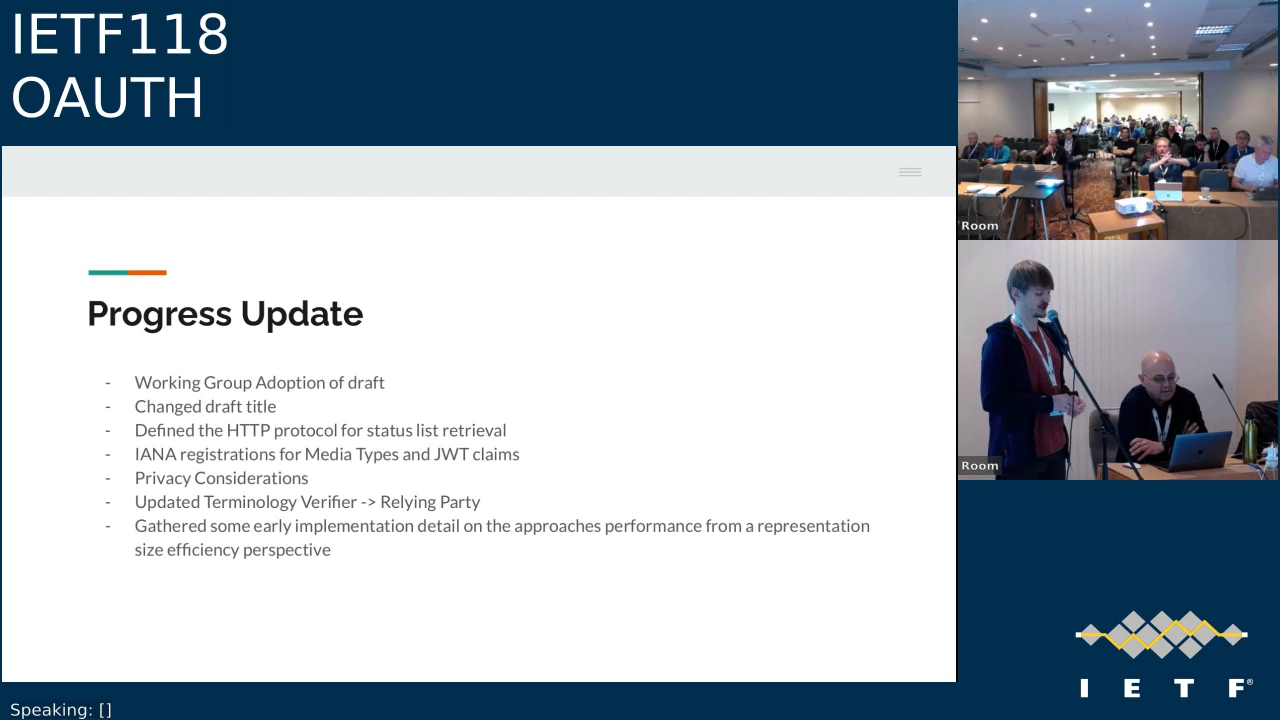 IETF118
OAUTH
Progress Update
- Working Group Adoption of draft
- Changed draft title
- Defined the HTTP protocol for status list retrieval
- IANA registrations for Media Types and JWT claims
- Privacy Considerations
- Updated Terminology Verifier -> Relying Party
- Gathered some early implementation detail on the approaches performance from a representation
size efficiency perspective
Room
Room
I E T F®
Speaking: []